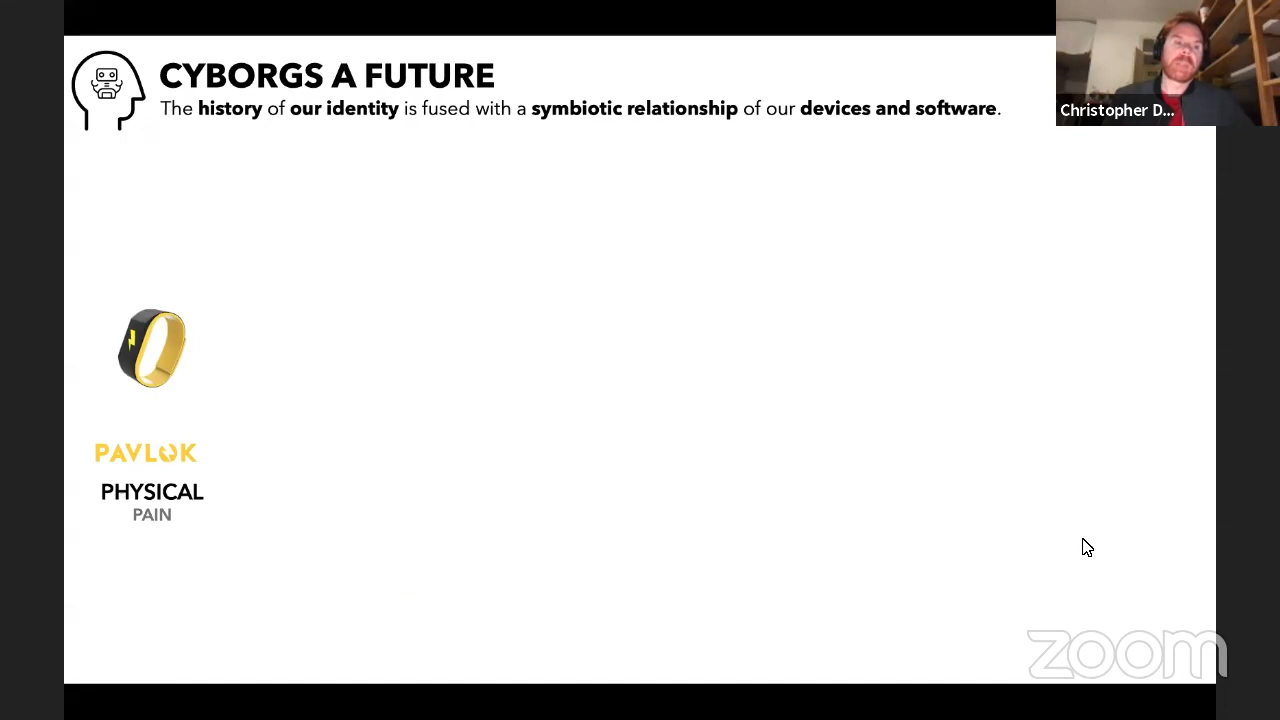 CYBORGS A FUTURE
The history of our identity is fused with a symbiotic relationship of our devices and software.
Christopher D...
PAVLOK
PHYSICAL
PAIN
zoom